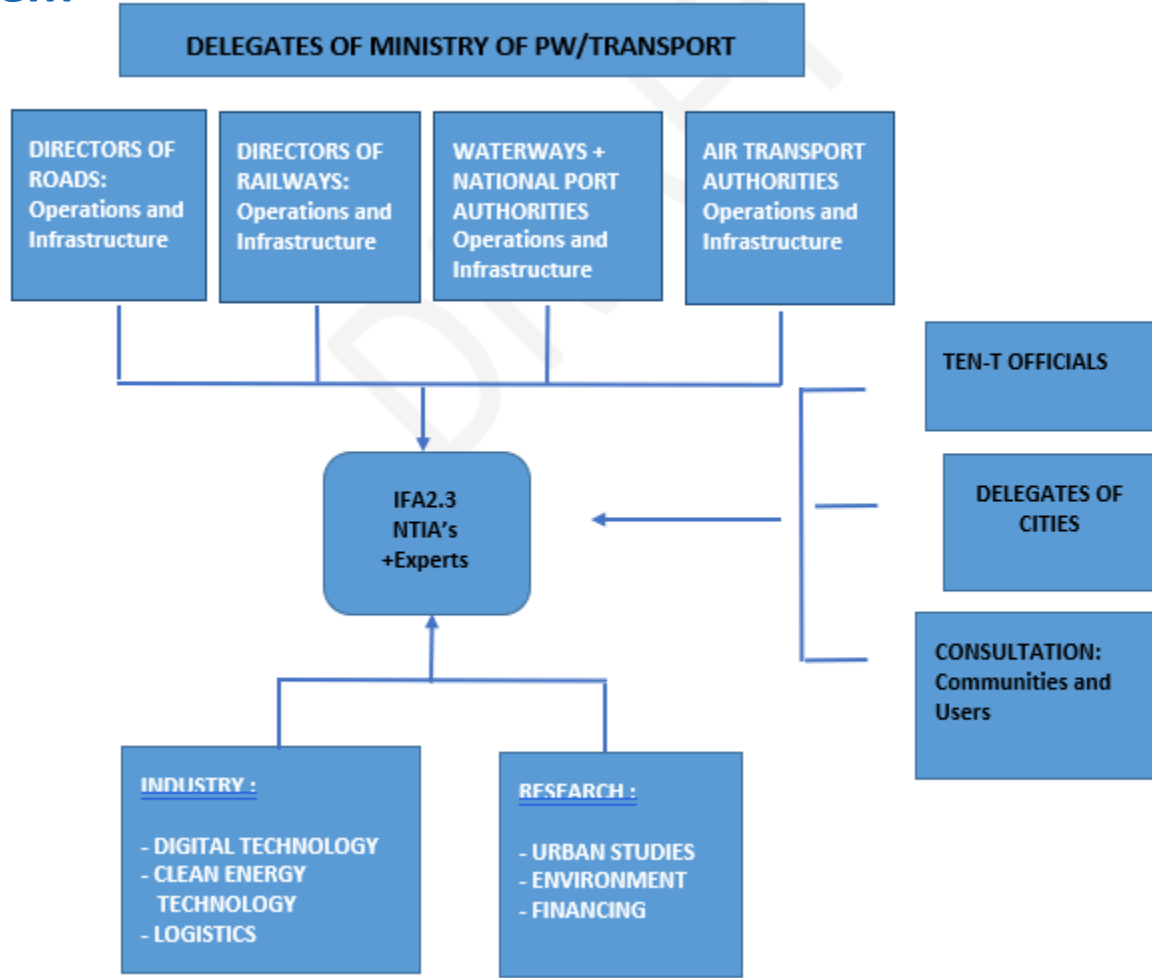 DELEGATES OF MINISTRY OF PW/TRANSPORT
DIRECTORS OF
ROADS:
Operations and
Infrastructure
DIRECTORS OF
RAILWAYS:
Operations and
Infrastructure
WATERWAYS +
NATIONAL PORT
AUTHORITIES
Operations and
Infrastructure
AIR TRANSPORT
AUTHORITIES
Operations and
Infrastructure
TEN-T OFFICIALS
DELEGATES OF
CITIES
CONSULTATION:
Communities and
Users
IFA2.3
NTIA's
+Experts
INDUSTRY :
- DIGITAL TECHNOLOGY
- CLEAN ENERGY
TECHNOLOGY
- LOGISTICS
RESEARCH :
- URBAN STUDIES
- ENVIRONMENT
- FINANCING